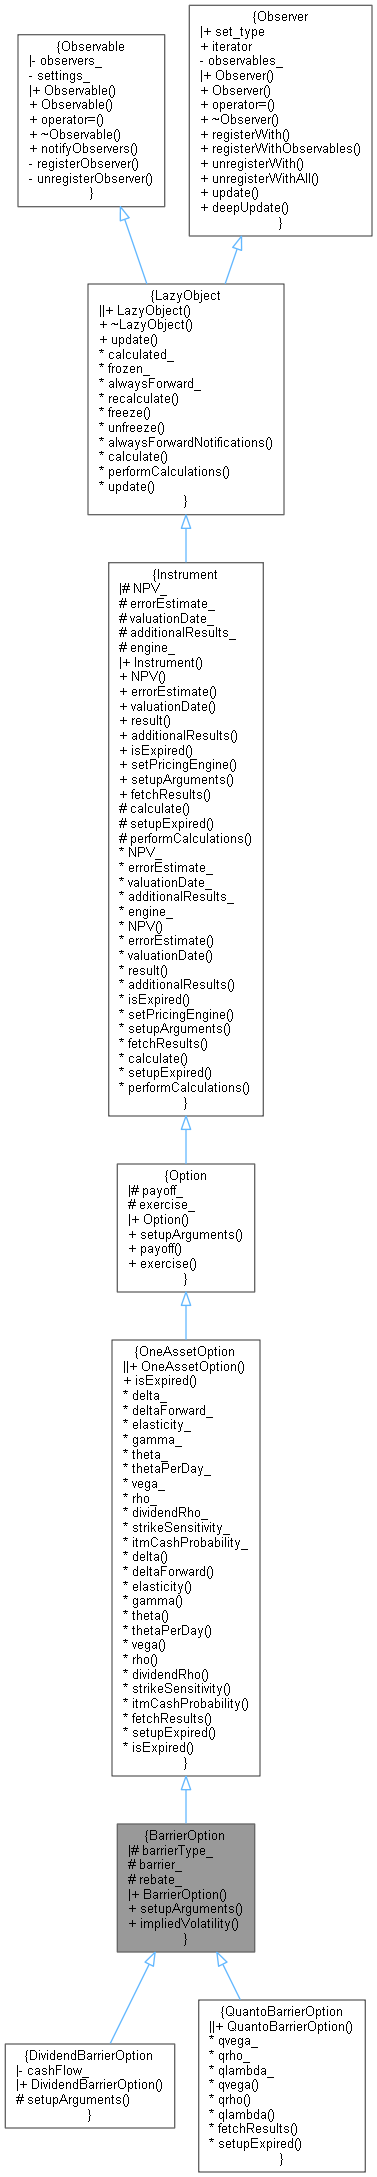 {Observable
|- observers_
- settings_
|+ Observable()
+ Observable()
+ operator=()
+ ~Observable()
+ notifyObservers()
- registerObserver()
- unregisterObserver()
}
{Observer
|+ set_type
+ iterator
- observables_
|+ Observer()
+ Observer()
+ operator=()
+ ~Observer()
+ registerWith()
+ registerWithObservables()
+ unregisterWith()
+ unregisterWithAll()
+ update()
+ deepUpdate()
}
{LazyObject
||+ LazyObject()
+ ~LazyObject()
+ update()
* calculated_
* frozen_
* alwaysForward_
* recalculate()
* freeze()
* unfreeze()
* alwaysForwardNotifications()
* calculate()
* performCalculations()
* update()
}
{Instrument
|# NPV_
# errorEstimate_
# valuationDate_
# additionalResults_
# engine_
|+ Instrument()
+ NPV()
+ errorEstimate()
+ valuationDate()
+ result()
+ additionalResults()
+ isExpired()
+ setPricingEngine()
+ setupArguments()
+ fetchResults()
# calculate()
# setupExpired()
# performCalculations()
* NPV_
* errorEstimate_
* valuationDate_
* additionalResults_
* engine_
* NPV()
* errorEstimate()
* valuationDate()
* result()
* additionalResults()
* isExpired()
* setPricingEngine()
* setupArguments()
* fetchResults()
* calculate()
* setupExpired()
* performCalculations()
}
{Option
|# payoff_
# exercise_
|+ Option()
+ setupArguments()
+ payoff()
+ exercise()
}
{OneAssetOption
||+ OneAssetOption()
+ isExpired()
* delta_
* deltaForward_
* elasticity_
* gamma_
* theta_
* thetaPerDay_
* vega_
* rho_
* dividendRho_
* strikeSensitivity_
* itmCashProbability_
* delta()
* deltaForward()
* elasticity()
* gamma()
* theta()
* thetaPerDay()
* vega()
* rho()
* dividendRho()
* strikeSensitivity()
* itmCashProbability()
* fetchResults()
* setupExpired()
* isExpired()
}
{BarrierOption
|# barrierType_
# barrier_
# rebate_
|+ BarrierOption()
+ setupArguments()
+ impliedVolatility()
}
{DividendBarrierOption
|- cashFlow_
|+ DividendBarrierOption()
# setupArguments()
}
{QuantoBarrierOption
||+ QuantoBarrierOption()
* qvega_
* qrho_
* qlambda_
* qvega()
* qrho()
* qlambda()
* fetchResults()
* setupExpired()
}